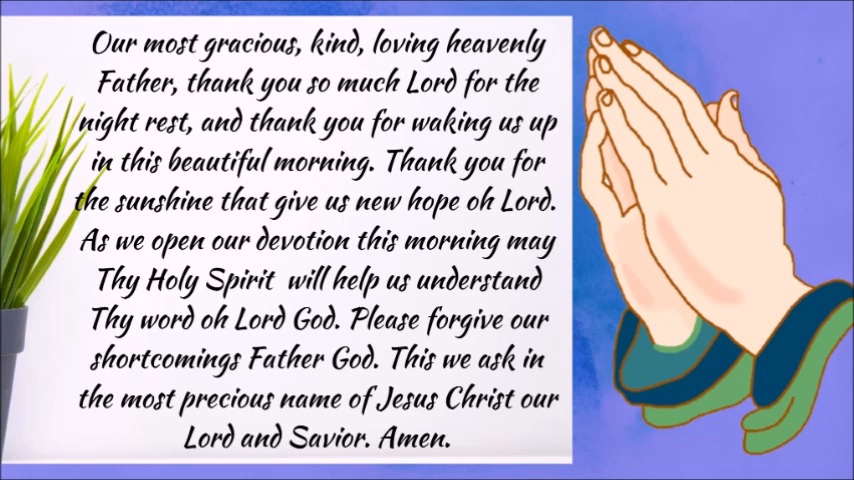 Our most gracious, kind, loving heavenly
Father, thank you so much Lord for the
night rest, and thank you for waking us up
in this beautiful morning. Thank you for
the sunshine that give us new hope oh Lord.
As we open our devotion this morning may
Thy Holy Spirit will help us understand
Thy word oh Lord God. Please forgive our
shortcomings Father God. This we ask in
the most precious name of Jesus Christ our
Lord and Savior. Amen.